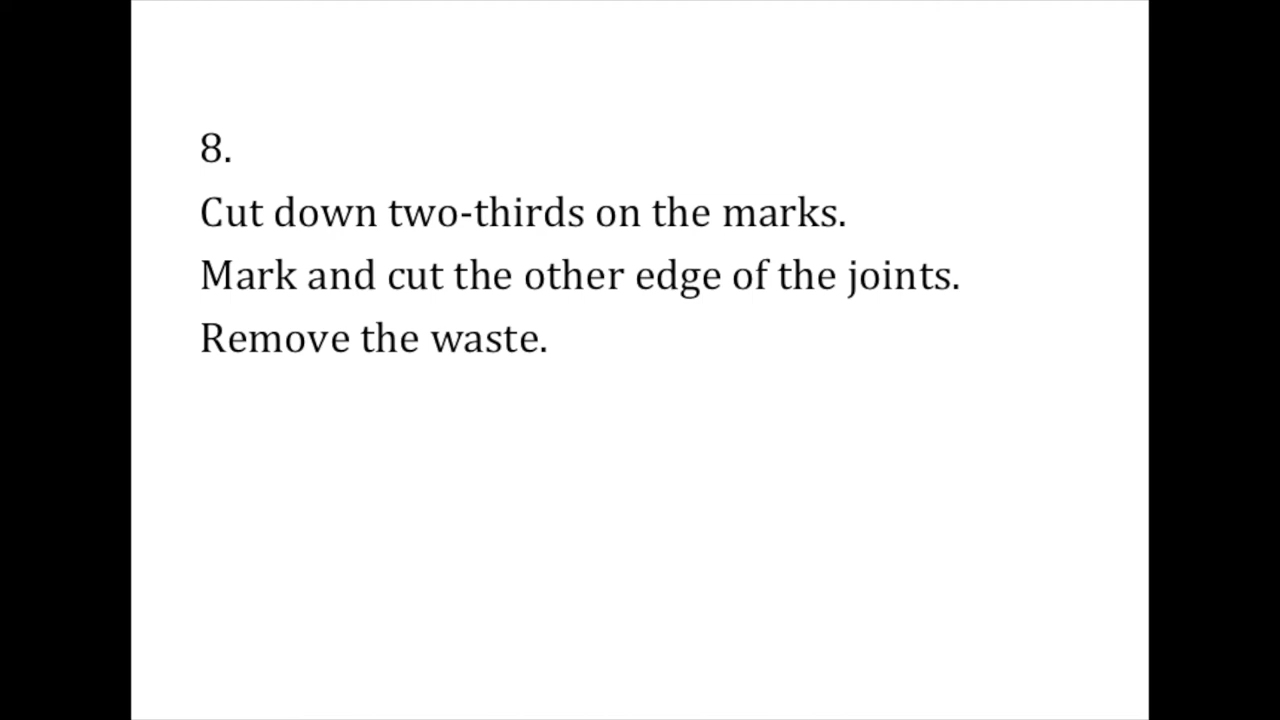 8.
Cut down two-thirds on the marks.
Mark and cut the other edge of the joints.
Remove the waste.